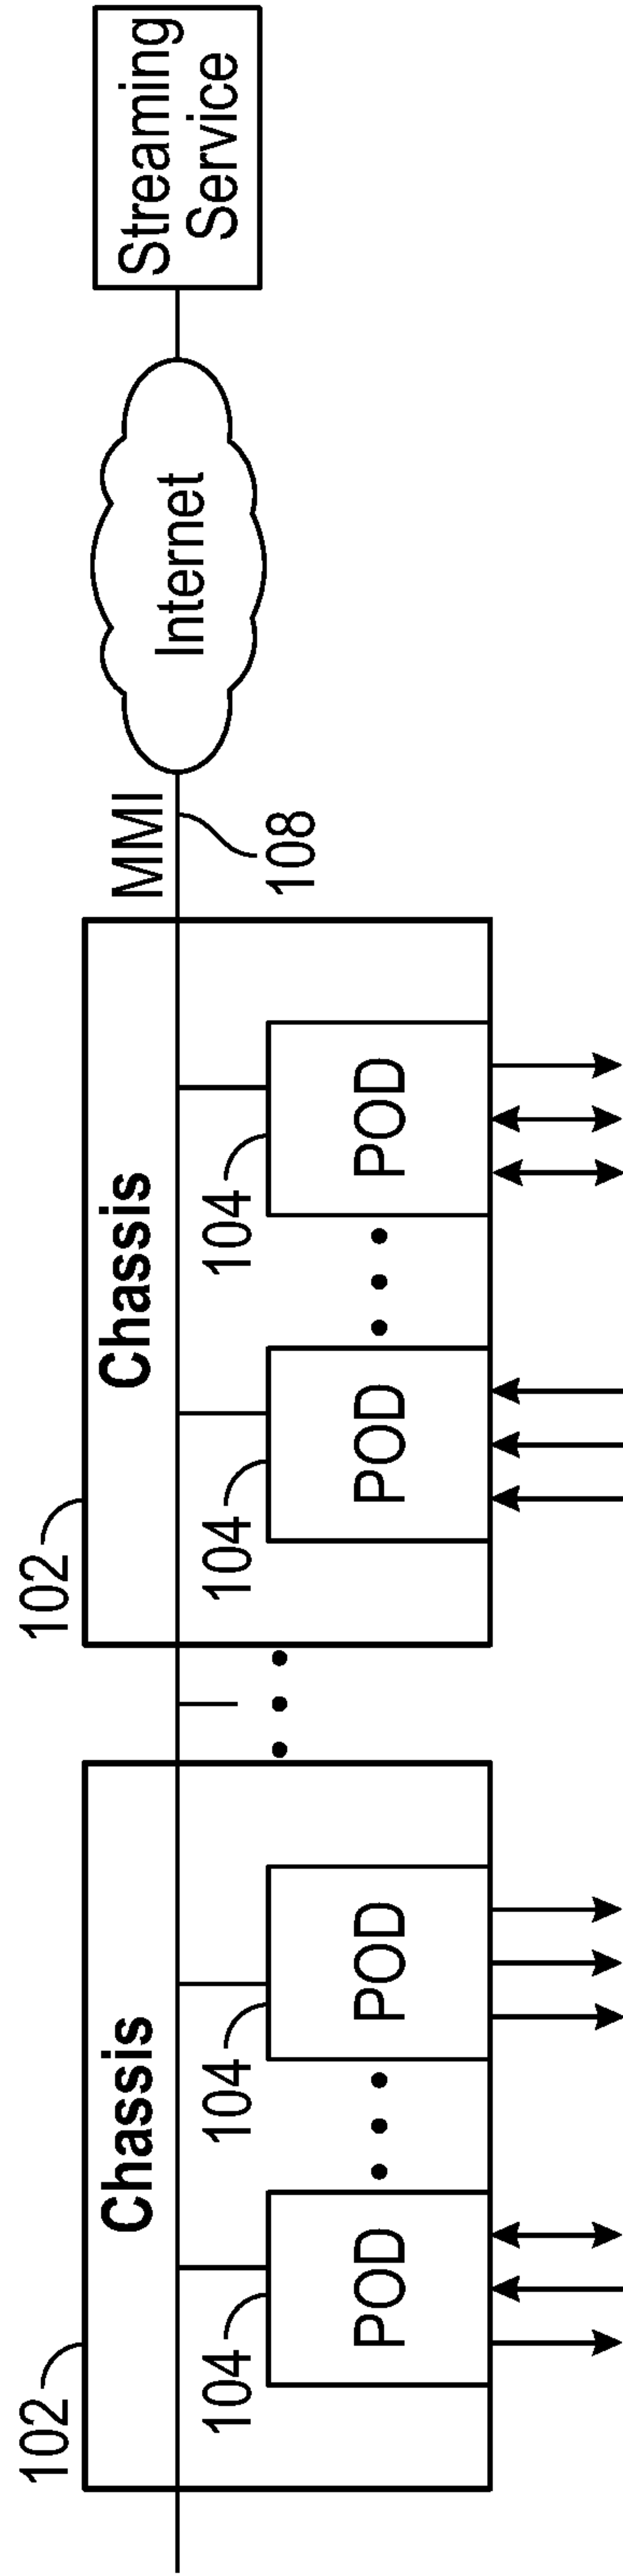 102
Chassis
104
POD
104
POD
102
Chassis
104
POD
104
POD
MMI
108
Internet
Streaming
Service